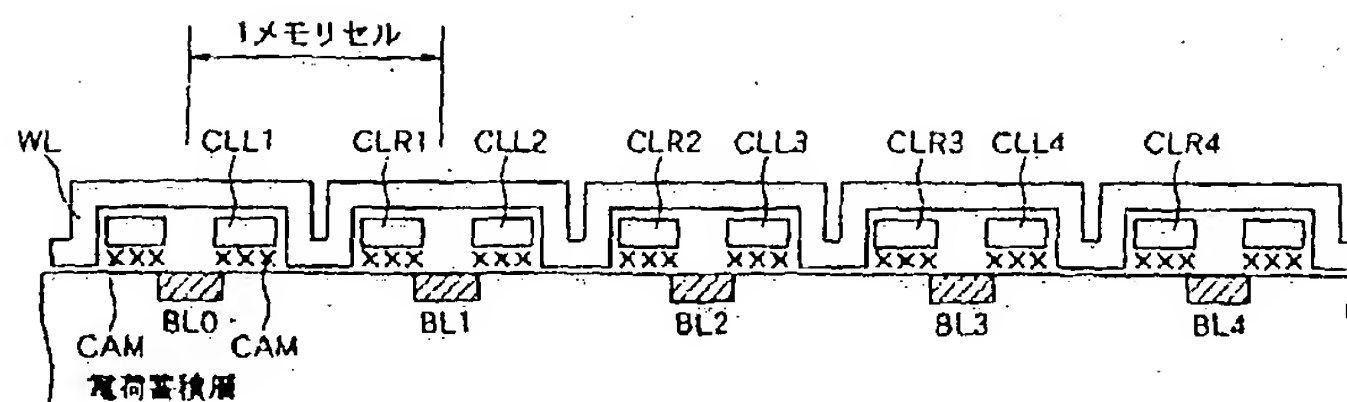 1メモリセル
WL CLL1 CLR1 CLL2 CLR2 CLL3 CLR3 CLL4 CLR4
×××　××× ××× ××× ××× ××× ××× ××× ××× ×××
BL0 BL1 BL2 BL3 BL4
CAM CAM
電荷蓄積層